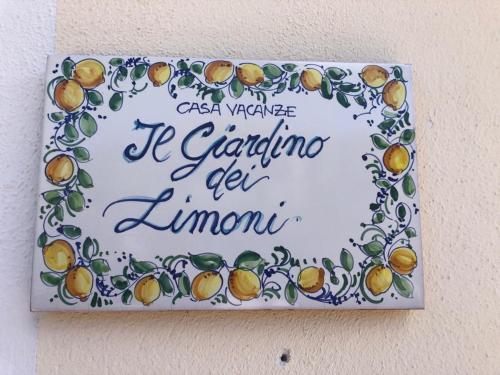 CASA VACANZE
Il Giardino
dei
Limoni